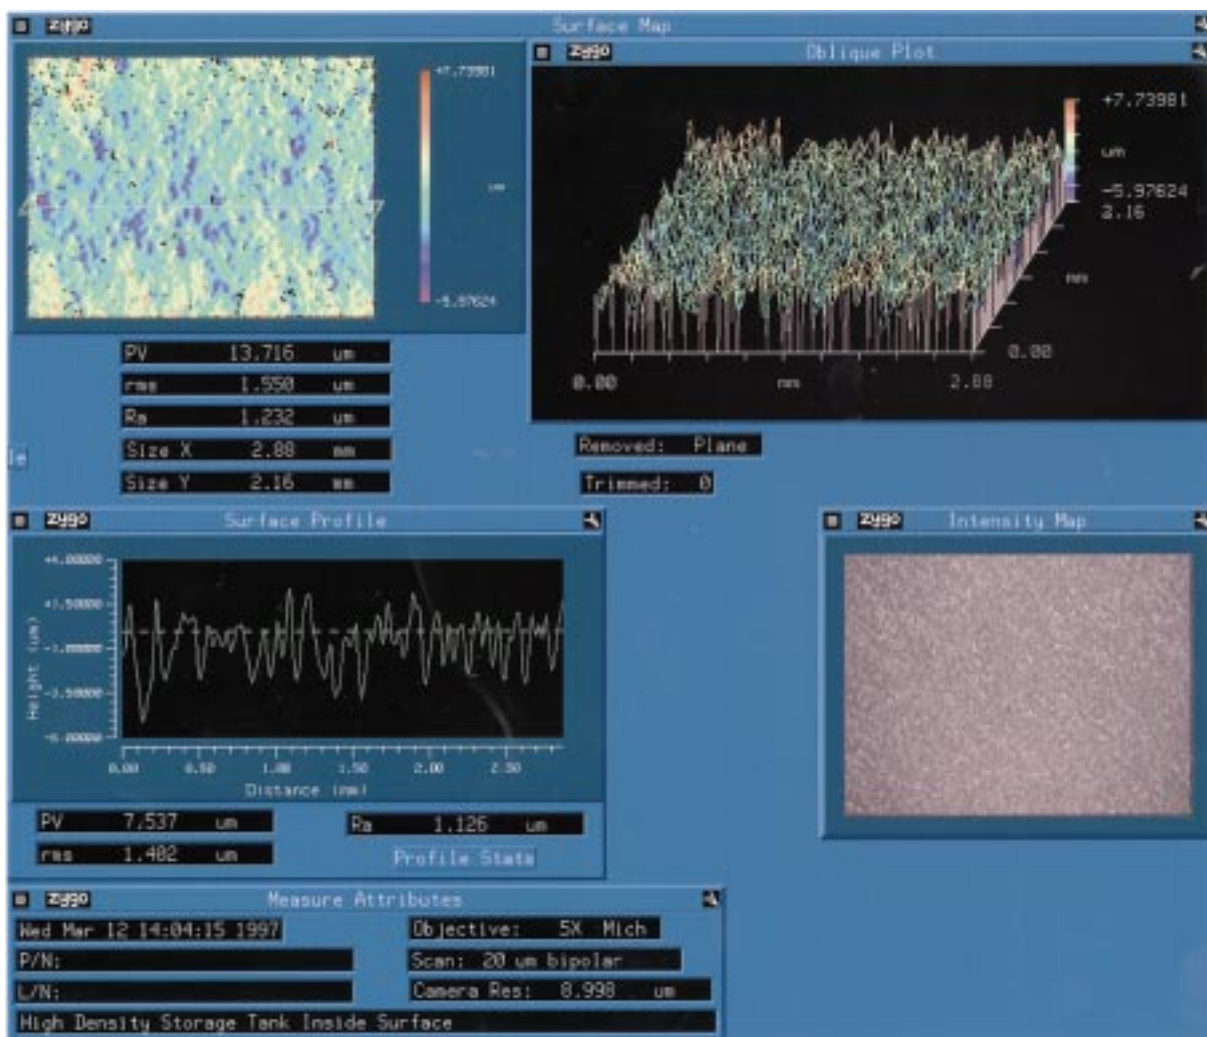 zygo Surface Map
+7.73981
um
-5.97624
PV 13.716 um
rms 1.550 um
Ra 1.232 um
Size X 2.88 mm
Size Y 2.16 mm
zygo Oblique Plot
+7.73981
um
-5.97624
2.16
mm
0.00
0.00 mm 2.88
Removed: Plane
Trimmed: 0
zygo Surface Profile
Height (um)
0.00 0.50 1.00 1.50 2.00 2.50
Distance (mm)
PV 7.537 um
rms 1.402 um
Ra 1.126 um
Profile Stats
zygo Intensity Map
zygo Measure Attributes
Wed Mar 12 14:04:15 1997
P/N:
L/N:
Objective: 5X Mich
Scan: 20 um bipolar
Camera Res: 8.998 um
High Density Storage Tank Inside Surface